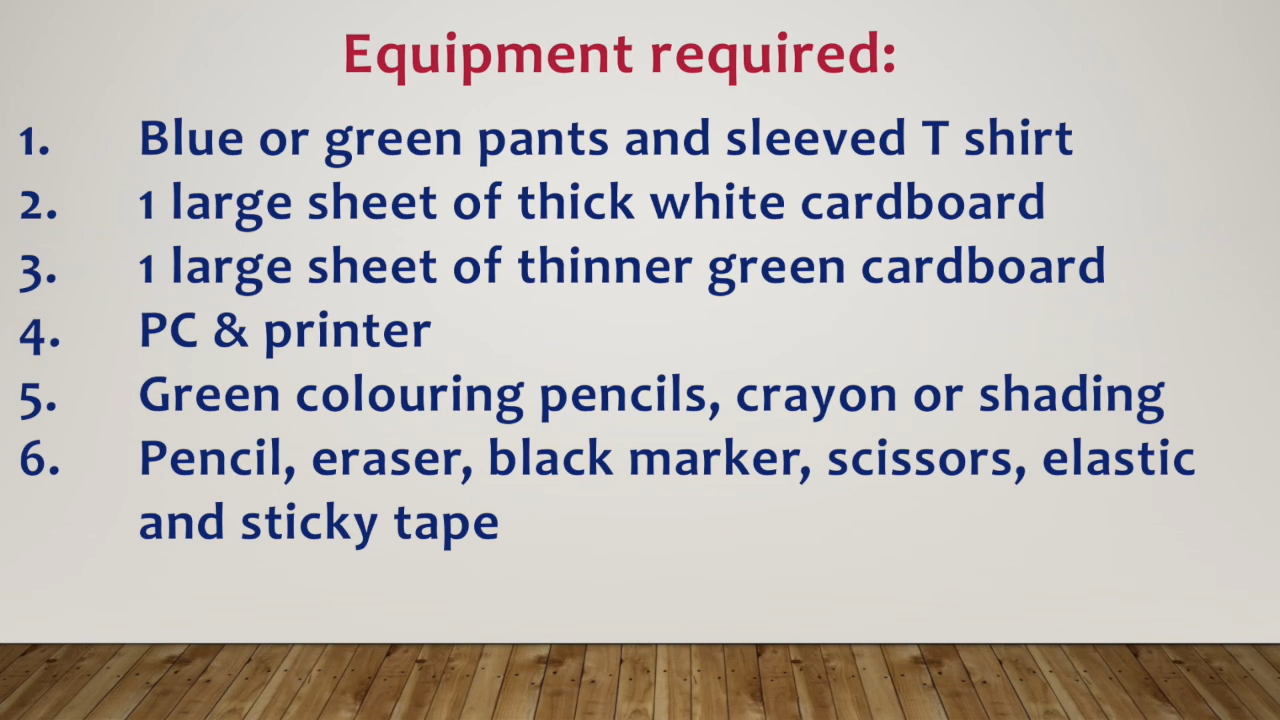 Equipment required:
1. Blue or green pants and sleeved T shirt
2. 1 large sheet of thick white cardboard
3. 1 large sheet of thinner green cardboard
4. PC & printer
5. Green colouring pencils, crayon or shading
6. Pencil, eraser, black marker, scissors, elastic
and sticky tape